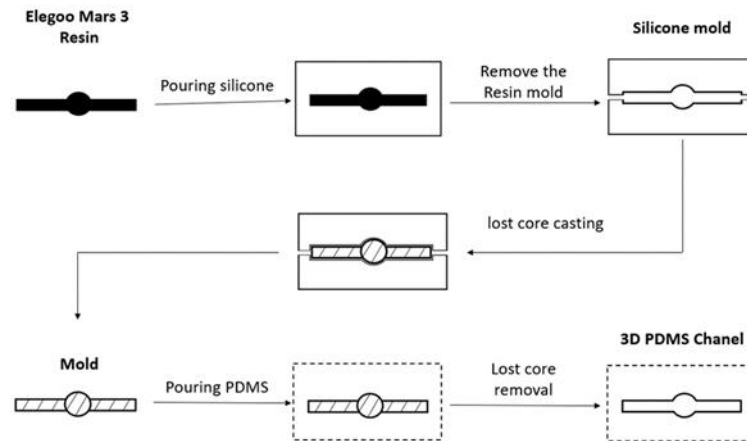 Elegoo Mars 3
Resin
Pouring silicone
Remove the
Resin mold
Silicone mold
lost core casting
Mold
Pouring PDMS
Lost core
removal
3D PDMS Chanel